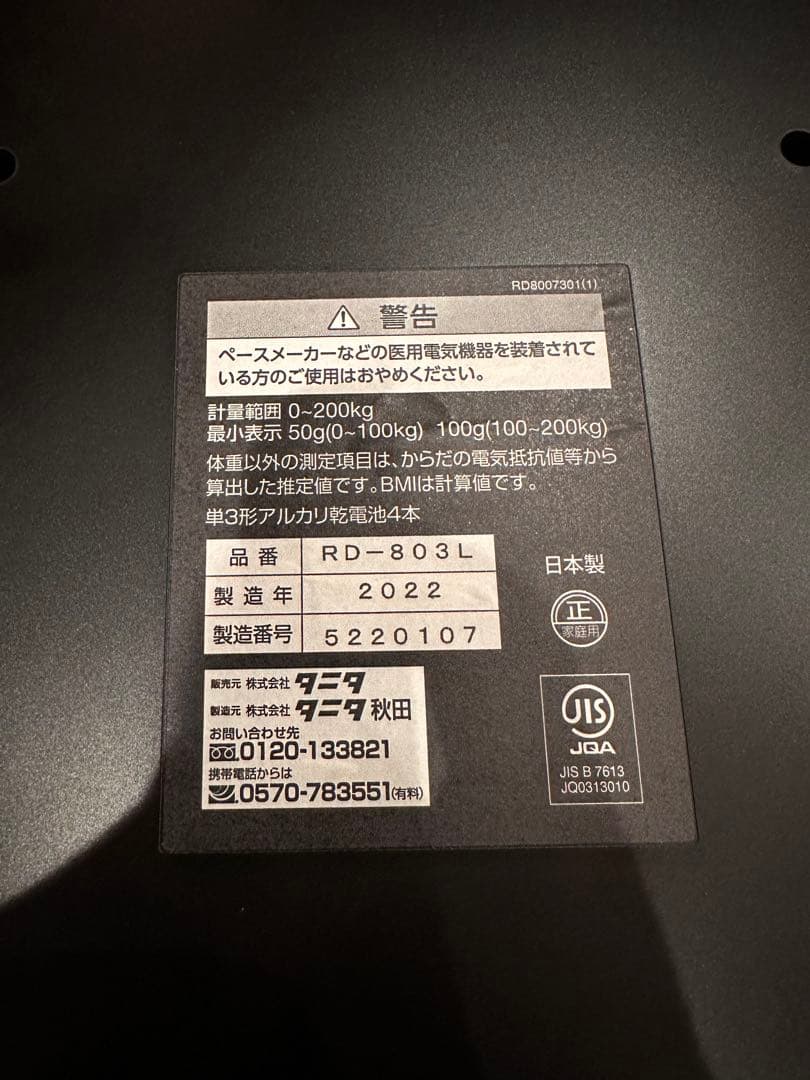 RD8007301(1)
⚠ 警告
ペースメーカーなどの医用電気機器を装着されて
いる方のご使用はおやめください。
計量範囲 0~200kg
最小表示 50g(0~100kg) 100g(100~200kg)
体重以外の測定項目は、からだの電気抵抗値等から
算出した推定値です。BMIは計算値です。
単3形アルカリ乾電池4本
品番 RD-803L
製造年 2022
製造番号 5220107
日本製
正
家庭用
販売元 株式会社 タニタ
製造元 株式会社 タニタ秋田
お問い合わせ先
0120-133821
携帯電話からは
0570-783551(有料)
JIS
JQA
JIS B 7613
JQ0313010